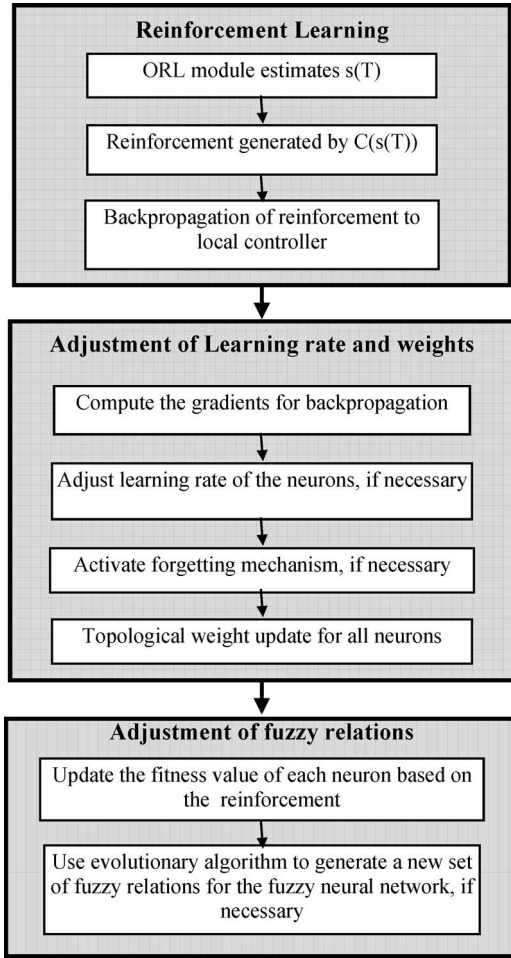 Reinforcement Learning
ORL module estimates s(T)
Reinforcement generated by C(s(T))
Backpropagation of reinforcement to
local controller
Adjustment of Learning rate and weights
Compute the gradients for backpropagation
Adjust learning rate of the neurons, if necessary
Activate forgetting mechanism, if necessary
Topological weight update for all neurons
Adjustment of fuzzy relations
Update the fitness value of each neuron based on
the reinforcement
Use evolutionary algorithm to generate a new set
of fuzzy relations for the fuzzy neural network, if
necessary